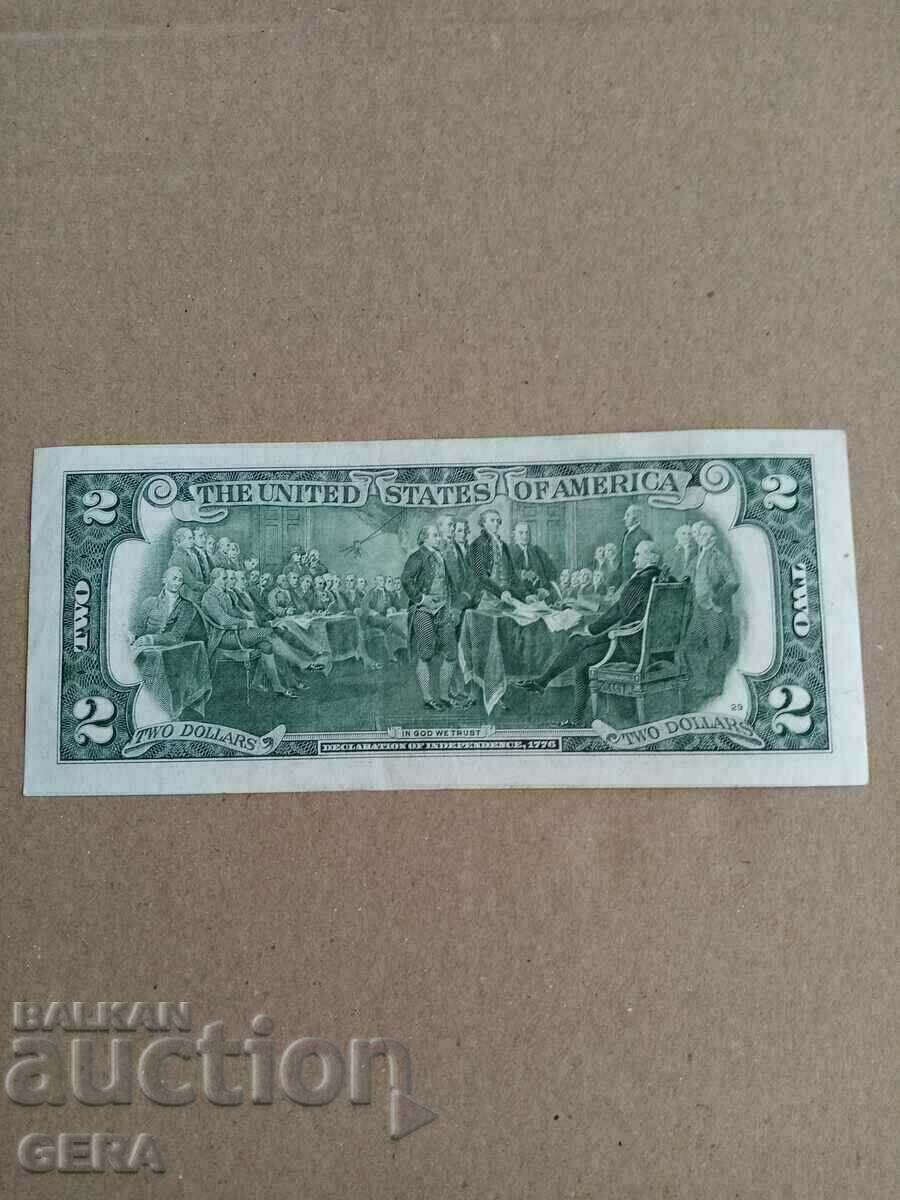 THE UNITED STATES OF AMERICA
2 2
TWO TWO
2 2
29
TWO DOLLARS IN GOD WE TRUST TWO DOLLARS
DECLARATION OF INDEPENDENCE, 1776
BALKAN
auction
GERA